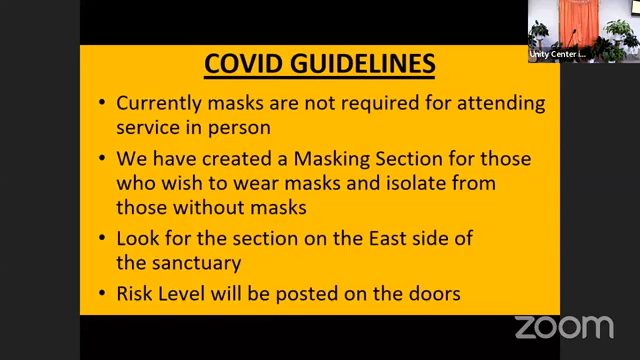 Unity Center i...
COVID GUIDELINES
• Currently masks are not required for attending
service in person
• We have created a Masking Section for those
who wish to wear masks and isolate from
those without masks
• Look for the section on the East side of
the sanctuary
• Risk Level will be posted on the doors
zoom